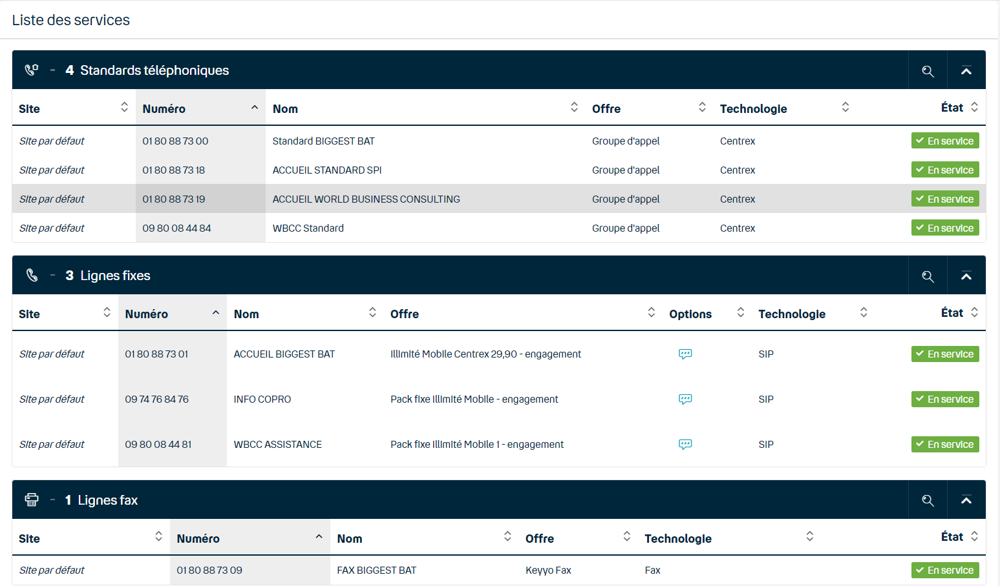 Liste des services
- 4 Standards téléphoniques
Site Numéro Nom Offre Technologie État
Site par défaut 01 80 88 73 00 Standard BIGGEST BAT Groupe d'appel Centrex En service
Site par défaut 01 80 88 73 18 ACCUEIL STANDARD SPI Groupe d'appel Centrex En service
Site par défaut 01 80 88 73 19 ACCUEIL WORLD BUSINESS CONSULTING Groupe d'appel Centrex En service
Site par défaut 09 80 08 44 84 WBCC Standard Groupe d'appel Centrex En service
- 3 Lignes fixes
Site Numéro Nom Offre Options Technologie État
Site par défaut 01 80 88 73 01 ACCUEIL BIGGEST BAT Illimité Mobile Centrex 29,90 - engagement SIP En service
Site par défaut 09 74 76 84 76 INFO COPRO Pack fixe Illimité Mobile - engagement SIP En service
Site par défaut 09 80 08 44 81 WBCC ASSISTANCE Pack fixe Illimité Mobile 1 - engagement SIP En service
- 1 Lignes fax
Site Numéro Nom Offre Technologie État
Site par défaut 01 80 88 73 09 FAX BIGGEST BAT Keyyo Fax Fax En service